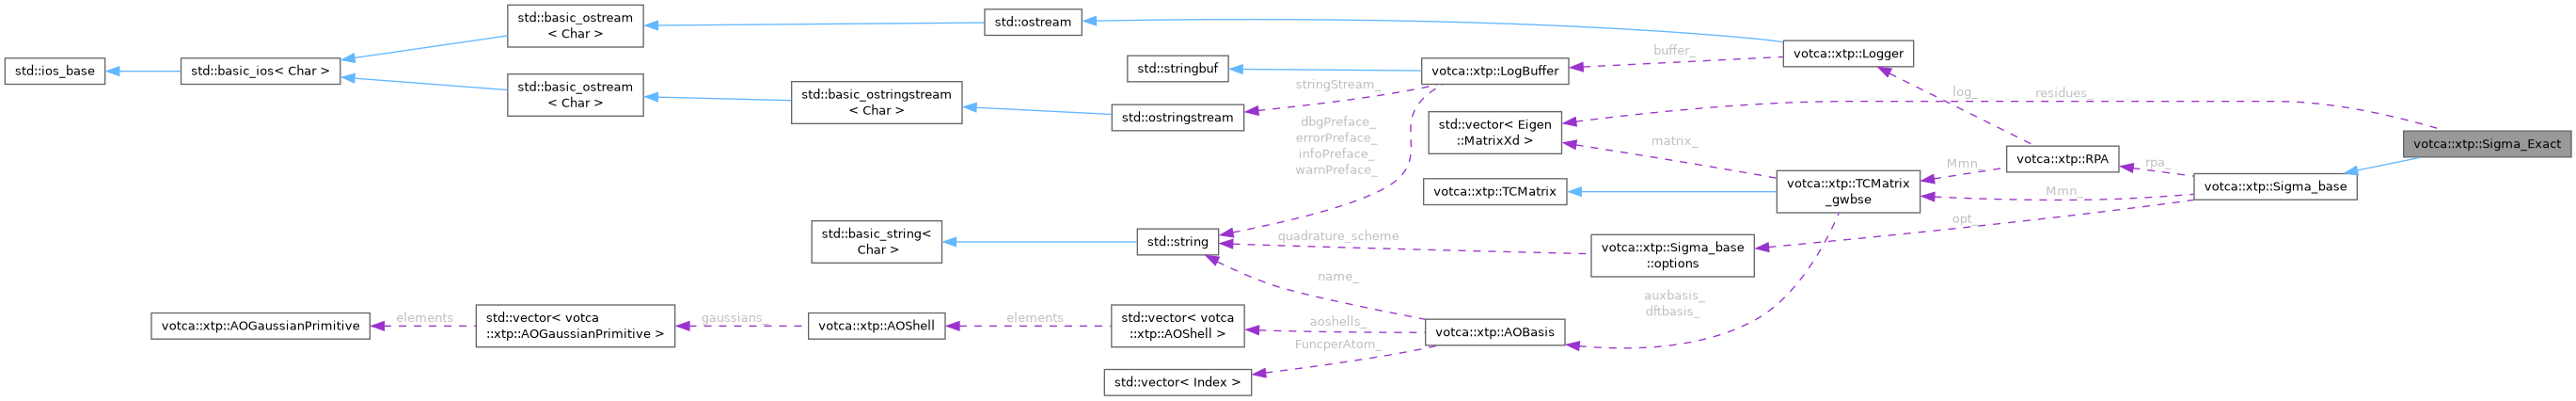 std::ios_base
std::basic_ios< Char >
std::basic_ostream
< Char >
std::basic_ostream
< Char >
std::ostream
std::basic_ostringstream
< Char >
std::ostringstream
std::stringbuf
votca::xtp::LogBuffer
votca::xtp::Logger
buffer_
stringStream_
dbgPreface_
errorPreface_
infoPreface_
warnPreface_
std::vector< Eigen
::MatrixXd >
matrix_
residues_
log_
votca::xtp::Sigma_Exact
votca::xtp::RPA
rpa_
Mmn_
Mmn_
opt_
votca::xtp::Sigma_base
votca::xtp::TCMatrix
votca::xtp::TCMatrix
_gwbse
std::basic_string<
Char >
std::string
quadrature_scheme
votca::xtp::Sigma_base
::options
name_
auxbasis_
dftbasis_
votca::xtp::AOGaussianPrimitive
elements
std::vector< votca
::xtp::AOGaussianPrimitive >
gaussians_
votca::xtp::AOShell
elements
std::vector< votca
::xtp::AOShell >
aoshells_
FuncperAtom_
votca::xtp::AOBasis
std::vector< Index >